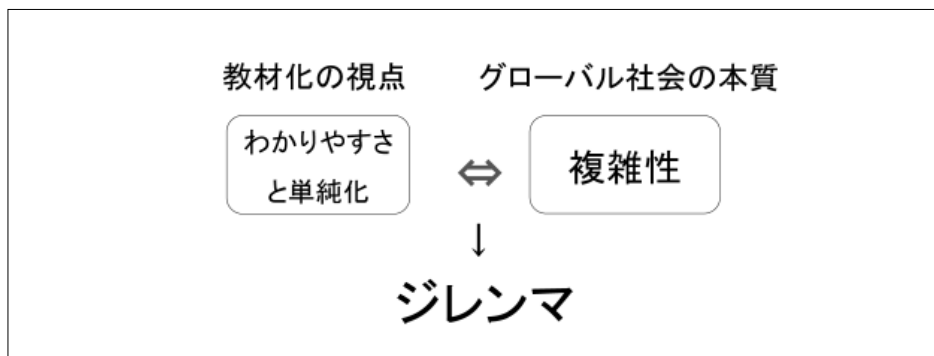 教材化の視点
グローバル社会の本質
わかりやすさ
と単純化
⇔
複雑性
↓
ジレンマ